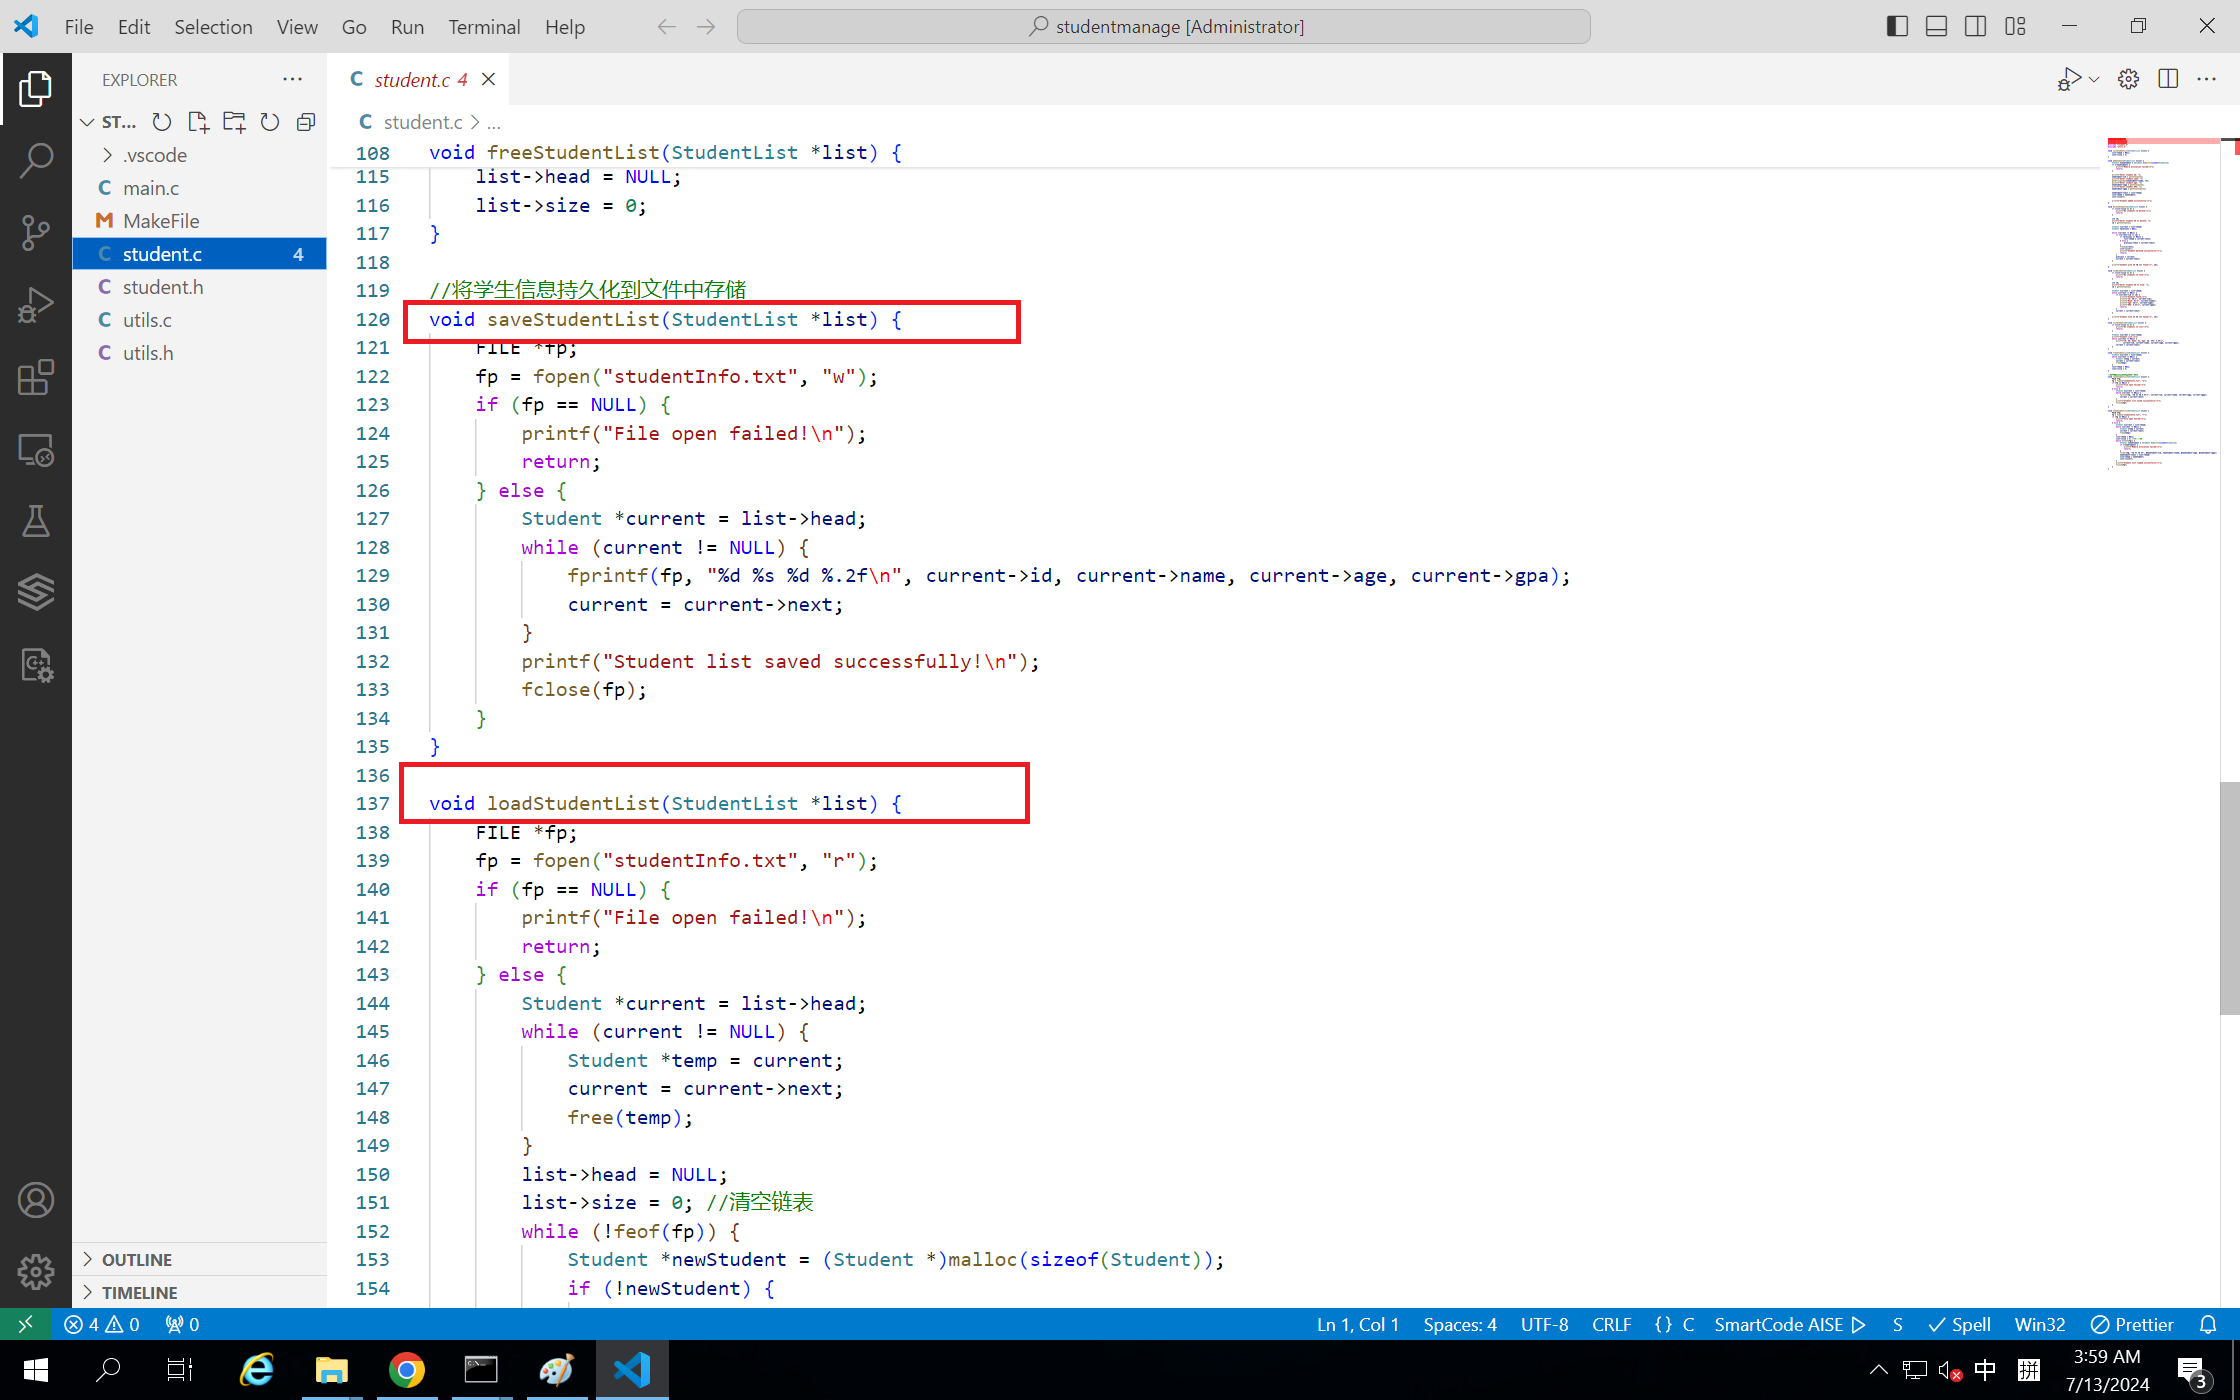 File Edit Selection View Go Run Terminal Help
studentmanage [Administrator]
EXPLORER
student.c 4
ST...
student.c > ...
.vscode
main.c
MakeFile
student.c 4
student.h
utils.c
utils.h
OUTLINE
TIMELINE
108 void freeStudentList(StudentList *list) {
115 list->head = NULL;
116 list->size = 0;
117 }
118
119 //将学生信息持久化到文件中存储
120 void saveStudentList(StudentList *list) {
121 FILE *fp;
122 fp = fopen("studentInfo.txt", "w");
123 if (fp == NULL) {
124 printf("File open failed!\n");
125 return;
126 } else {
127 Student *current = list->head;
128 while (current != NULL) {
129 fprintf(fp, "%d %s %d %.2f\n", current->id, current->name, current->age, current->gpa);
130 current = current->next;
131 }
132 printf("Student list saved successfully!\n");
133 fclose(fp);
134 }
135 }
136
137 void loadStudentList(StudentList *list) {
138 FILE *fp;
139 fp = fopen("studentInfo.txt", "r");
140 if (fp == NULL) {
141 printf("File open failed!\n");
142 return;
143 } else {
144 Student *current = list->head;
145 while (current != NULL) {
146 Student *temp = current;
147 current = current->next;
148 free(temp);
149 }
150 list->head = NULL;
151 list->size = 0; //清空链表
152 while (!feof(fp)) {
153 Student *newStudent = (Student *)malloc(sizeof(Student));
154 if (!newStudent) {
4 0 0 Ln 1, Col 1 Spaces: 4 UTF-8 CRLF {} C SmartCode AISE S Spell Win32 Prettier
中 拼 3:59 AM
7/13/2024 3